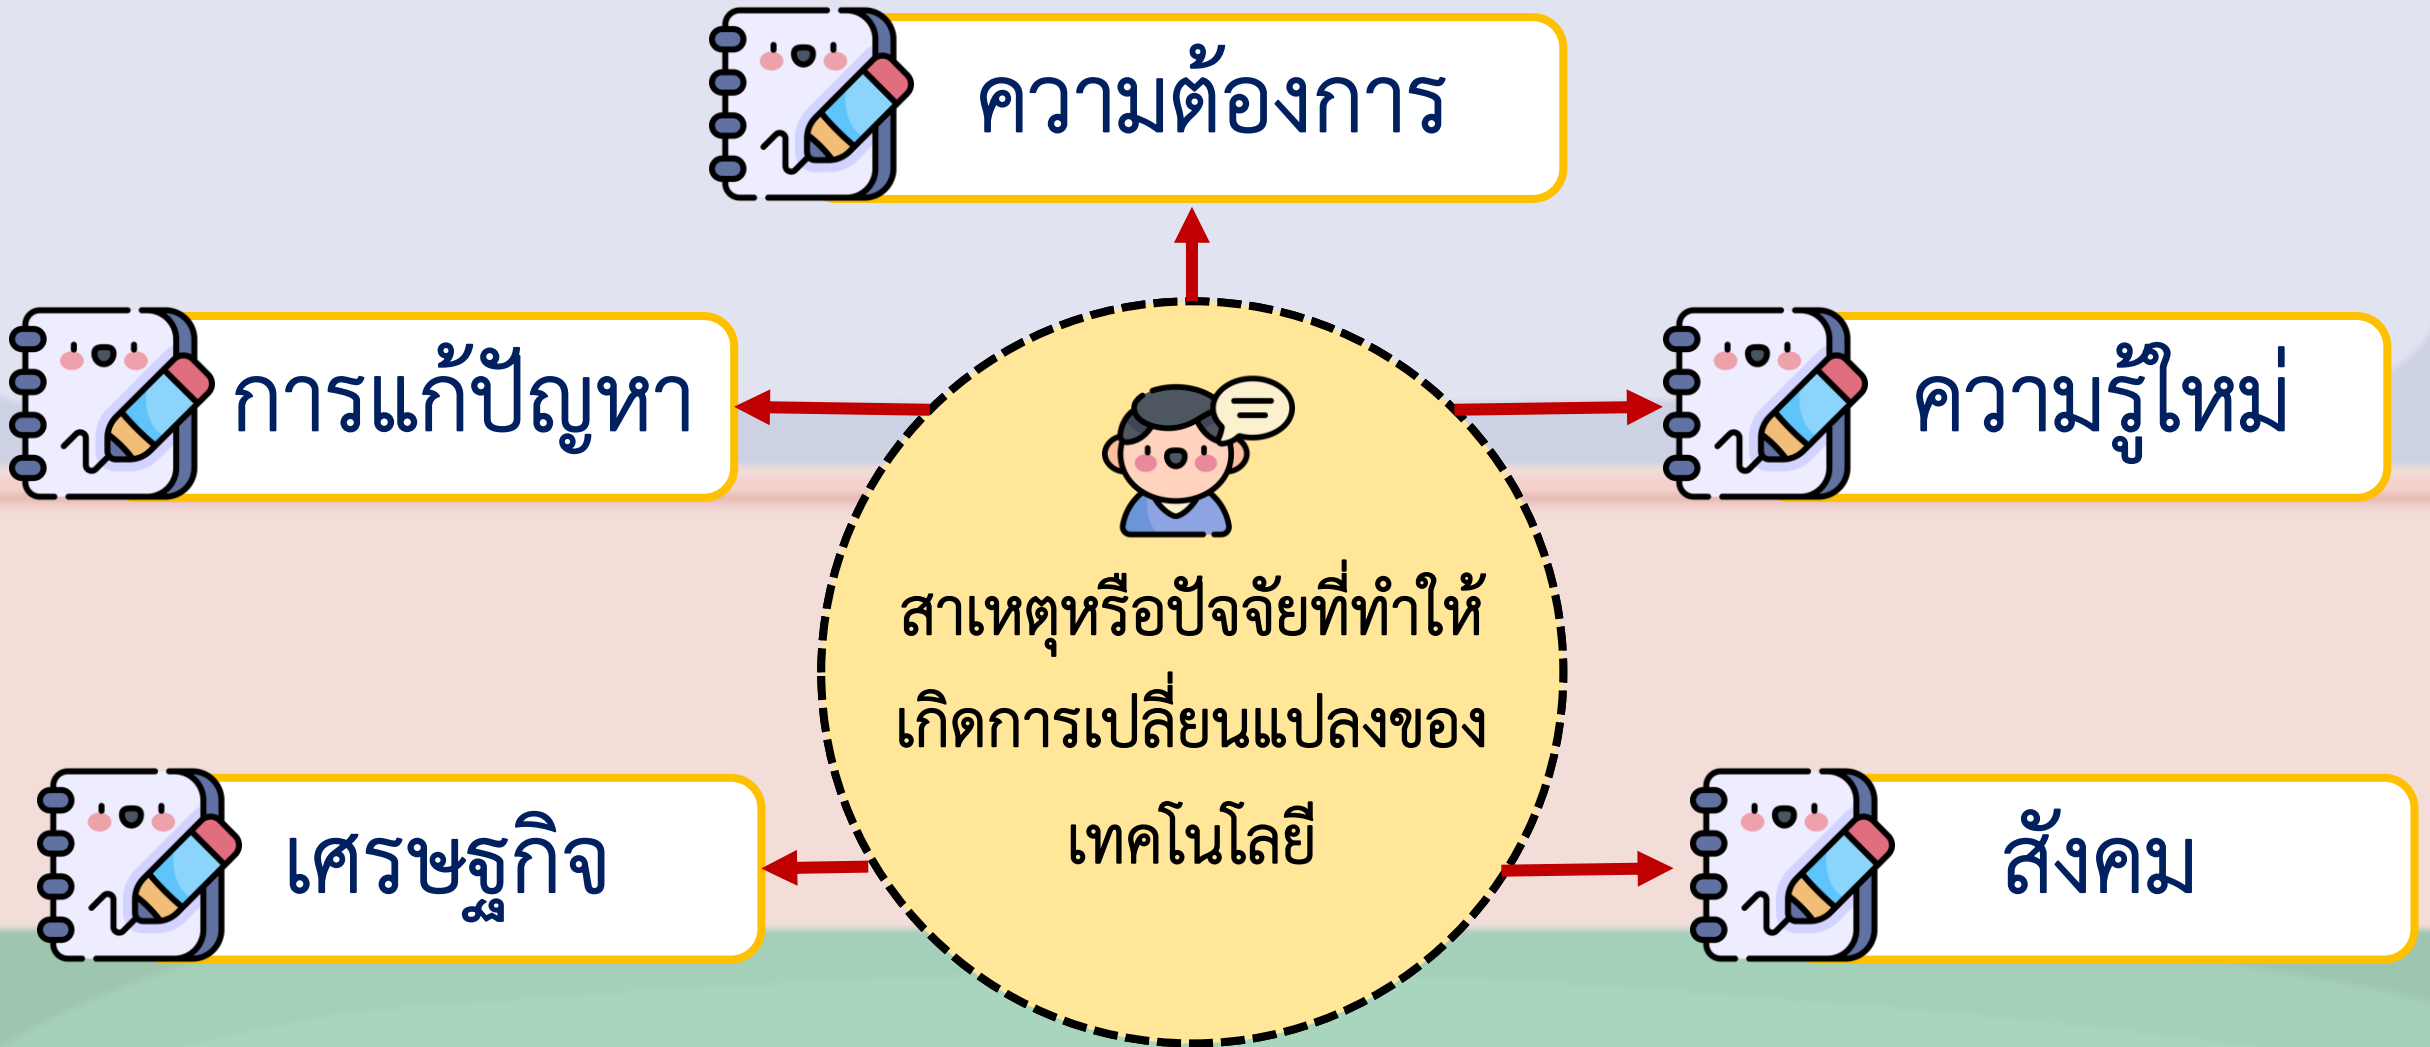 ความต้องการ
การแก้ปัญหา
ความรู้ใหม่
สาเหตุหรือปัจจัยที่ทำให้
เกิดการเปลี่ยนแปลงของ
เทคโนโลยี
เศรษฐกิจ
สังคม